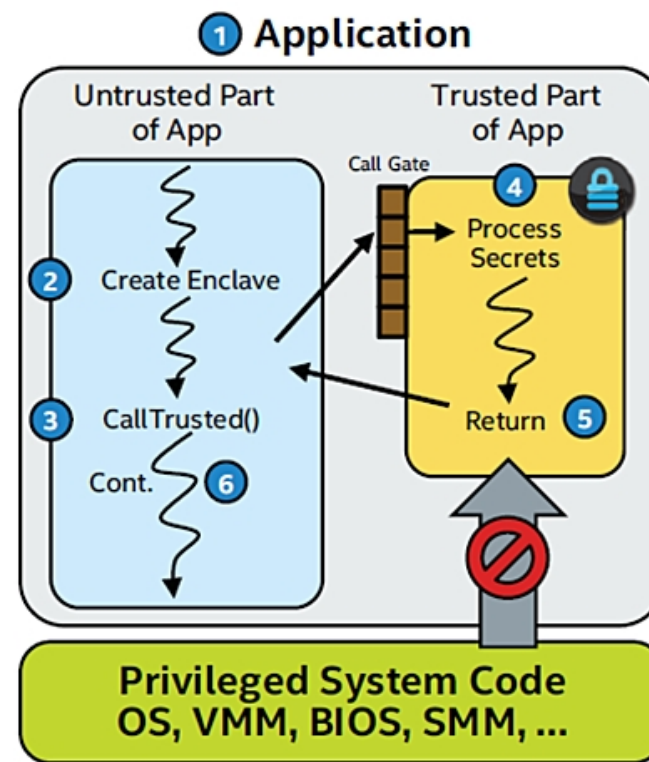 1 Application
Untrusted Part
of App
Trusted Part
of App
Call Gate
4
Process
Secrets
2 Create Enclave
3 CallTrusted()
Return 5
Cont. 6
Privileged System Code
OS, VMM, BIOS, SMM, ...